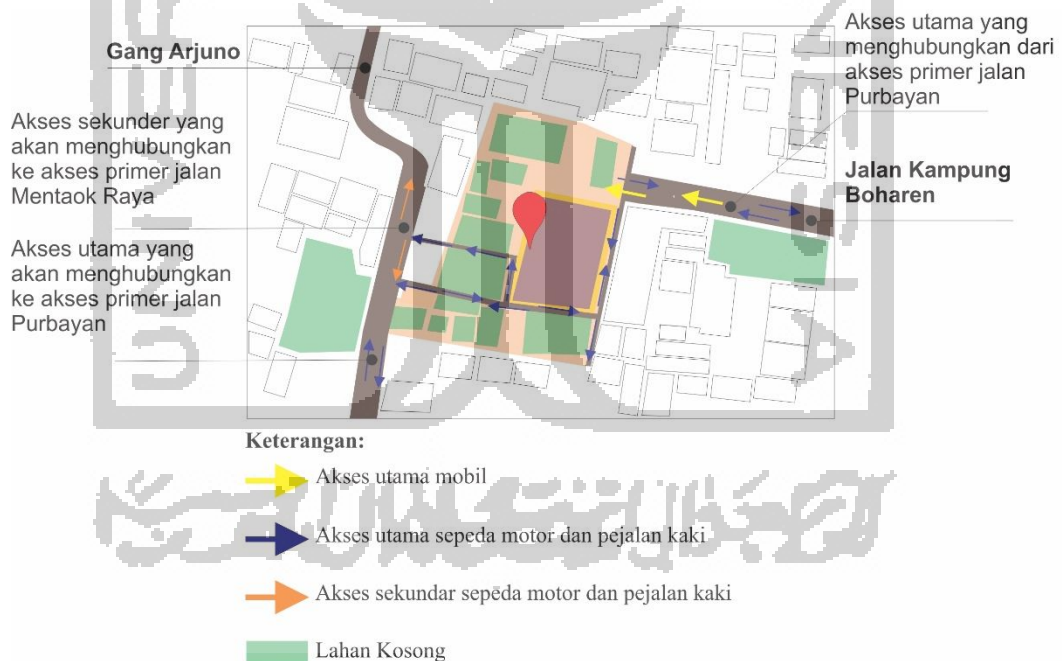 Gang Arjuno
Akses sekunder yang
akan menghubungkan
ke akses primer jalan
Mentaok Raya
Akses utama yang
akan menghubungkan
ke akses primer jalan
Purbayan
Akses utama yang
menghubungkan dari
akses primer jalan
Purbayan
Jalan Kampung
Boharen
Keterangan:
Akses utama mobil
Akses utama sepeda motor dan pejalan kaki
Akses sekundar sepeda motor dan pejalan kaki
Lahan Kosong